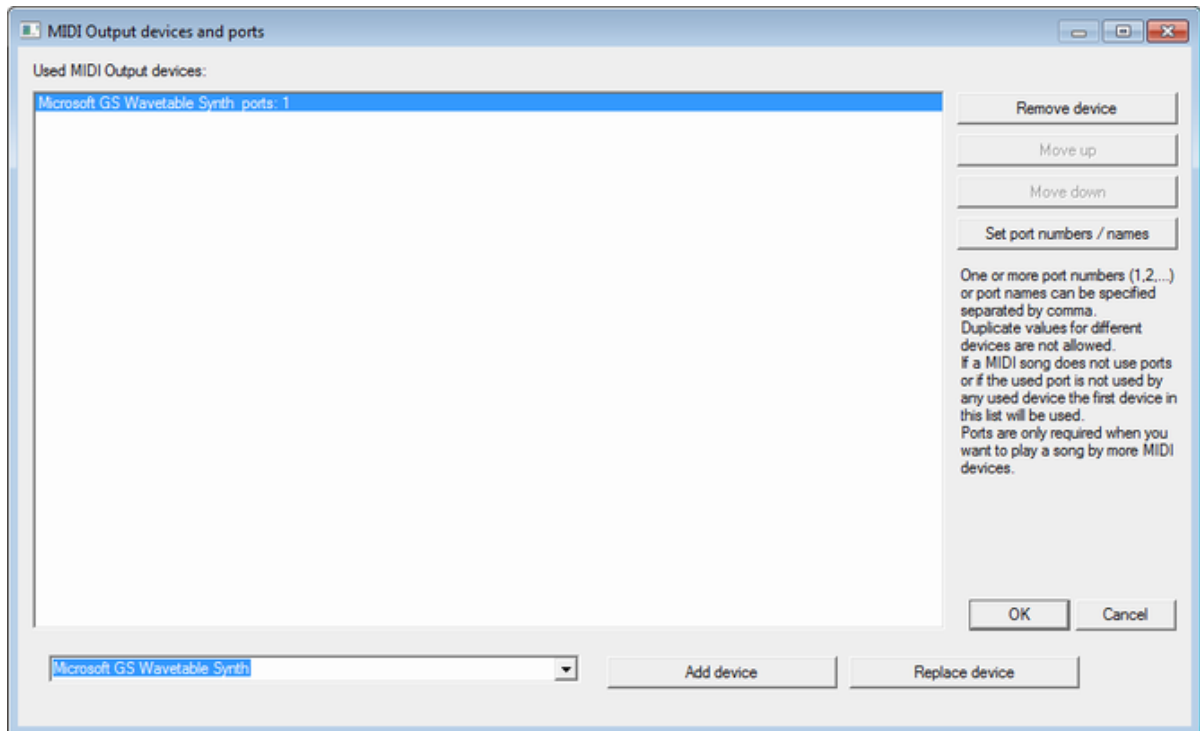 MIDI Output devices and ports
Used MIDI Output devices:
Microsoft GS Wavetable Synth ports: 1
Remove device
Move up
Move down
Set port numbers / names
One or more port numbers (1,2,...)
or port names can be specified
separated by comma.
Duplicate values for different
devices are not allowed.
If a MIDI song does not use ports
or if the used port is not used by
any used device the first device in
this list will be used.
Ports are only required when you
want to play a song by more MIDI
devices.
OK
Cancel
Microsoft GS Wavetable Synth
Add device
Replace device